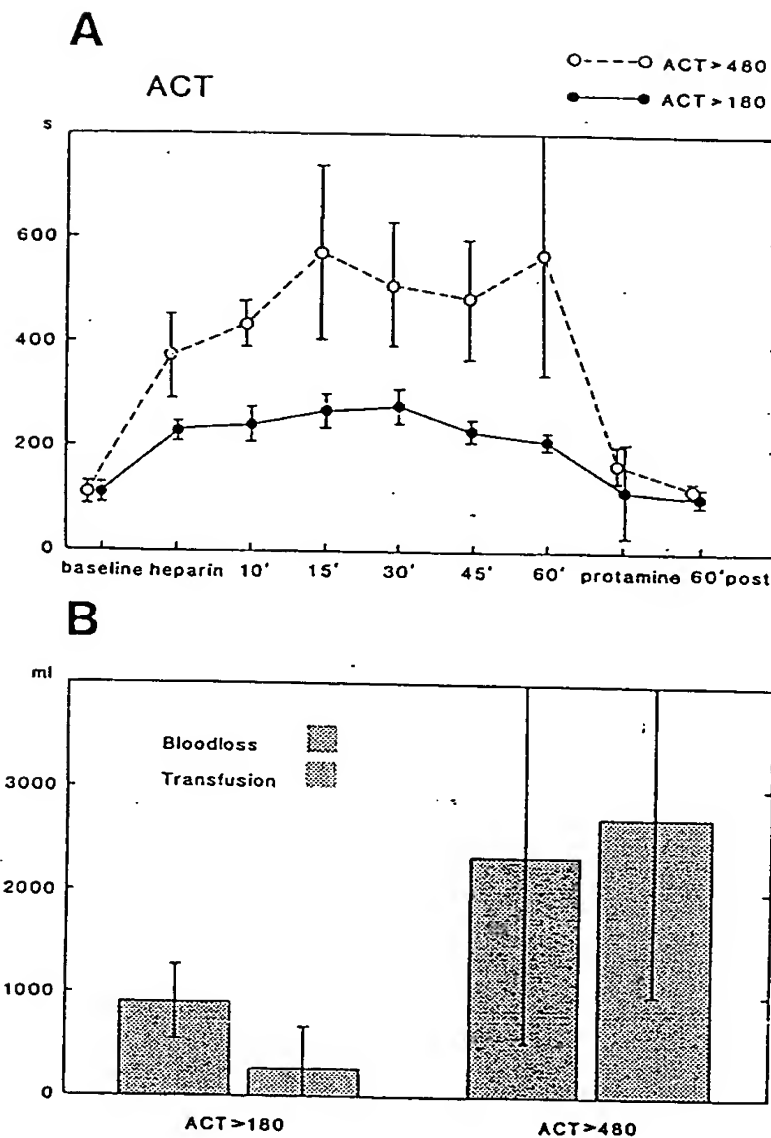 A
ACT
ACT>480
ACT>180
s
600
400
200
0
baseline heparin 10' 15' 30' 45' 60' protamine 60'post
B
ml
Bloodloss
Transfusion
3000
2000
1000
0
ACT>180 ACT>480